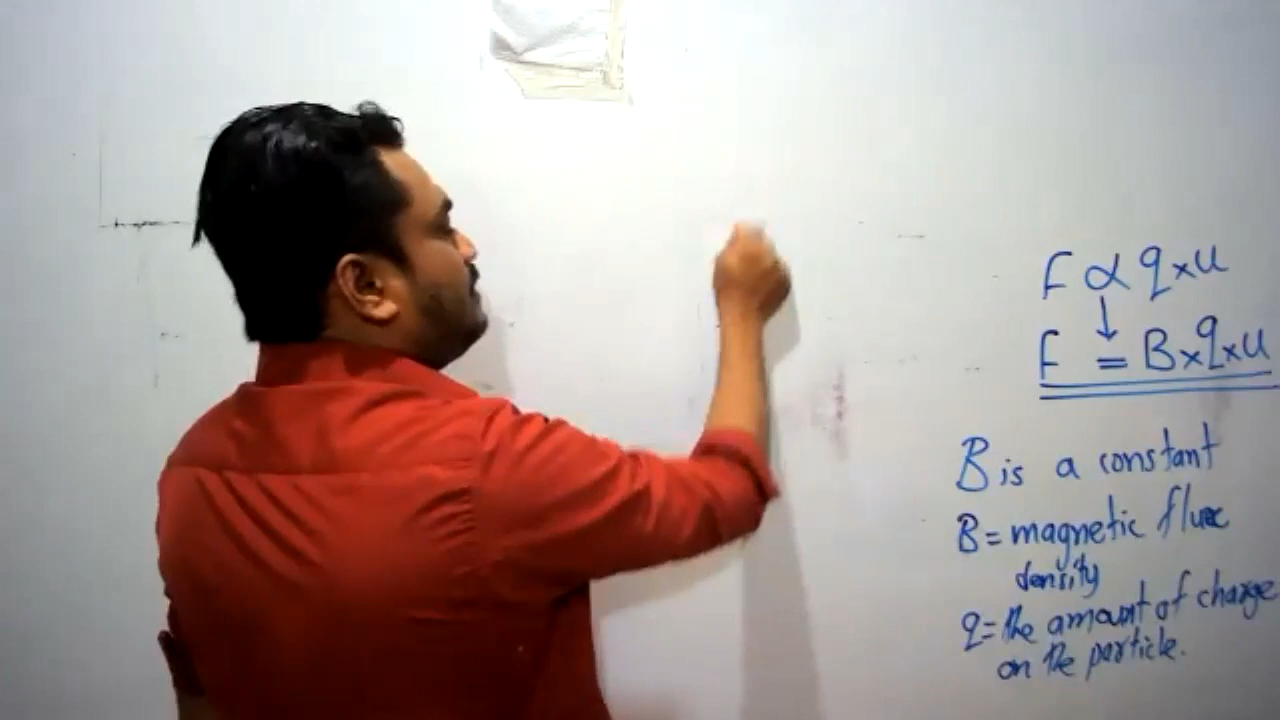 F ∝ q×u
↓
F = B×q×u
B is a constant
B = magnetic flux
density
q = the amount of charge
on the particle.